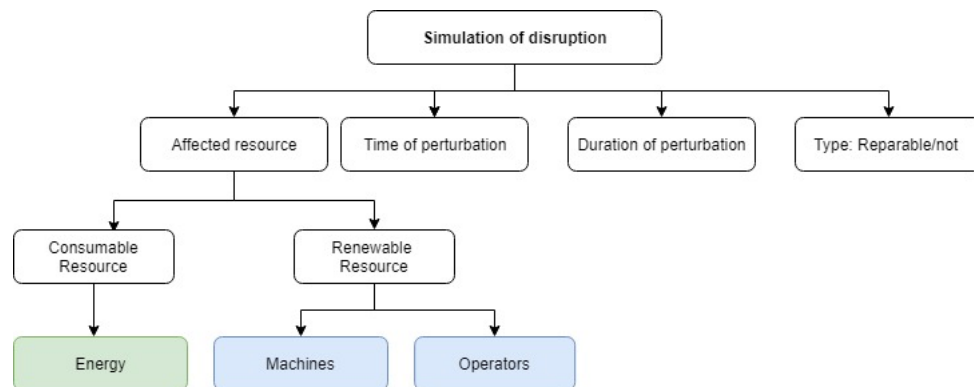 Simulation of disruption
Affected resource
Time of perturbation
Duration of perturbation
Type: Reparable/not
Consumable
Resource
Renewable
Resource
Energy
Machines
Operators